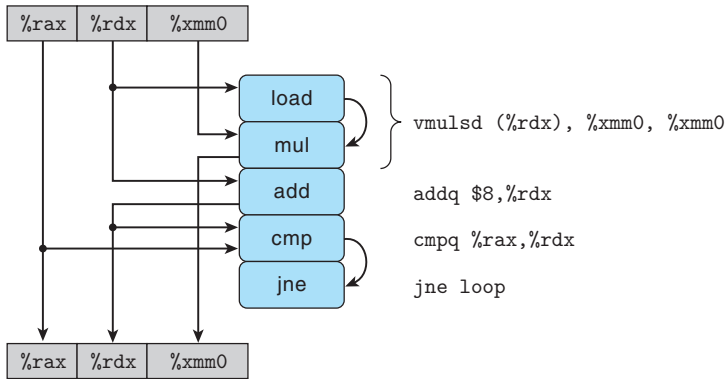 %rax %rdx %xmm0
load
mul
vmulsd (%rdx), %xmm0, %xmm0
add
addq $8,%rdx
cmp
cmpq %rax,%rdx
jne
jne loop
%rax %rdx %xmm0